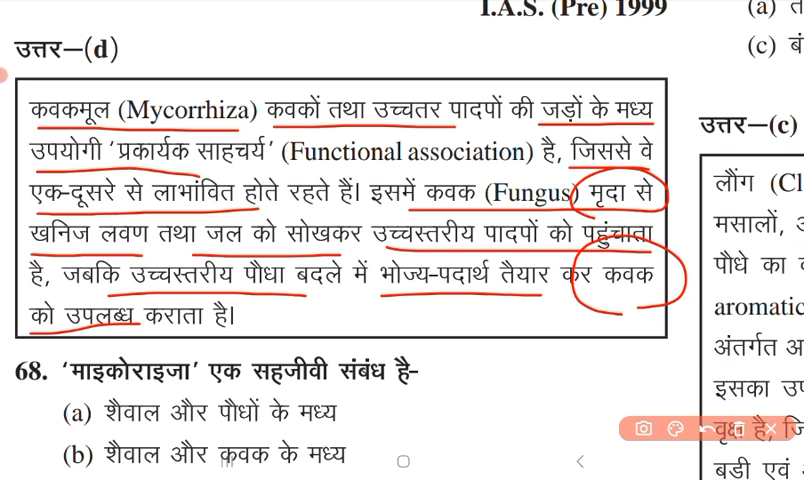 I.A.S. (Pre) 1999
उत्तर–(d)
कवकमूल (Mycorrhiza) कवकों तथा उच्चतर पादपों की जड़ों के मध्य
उपयोगी ‘प्रकार्यक साहचर्य’ (Functional association) है, जिससे वे
एक-दूसरे से लाभांवित होते रहते हैं। इसमें कवक (Fungus) मृदा से
खनिज लवण तथा जल को सोखकर उच्चस्तरीय पादपों को पहुंचाता
है, जबकि उच्चस्तरीय पौधा बदले में भोज्य-पदार्थ तैयार कर कवक
को उपलब्ध कराता है।
68. ‘माइकोराइजा’ एक सहजीवी संबंध है-
(a) शैवाल और पौधों के मध्य
(b) शैवाल और कवक के मध्य
(a)
(c) बं
उत्तर–(c)
लौंग (Cl
मसालों,
पौधे का
aromatic
अंतर्गत अ
इसका उप
वृक्ष है, जि
बड़ी एवं